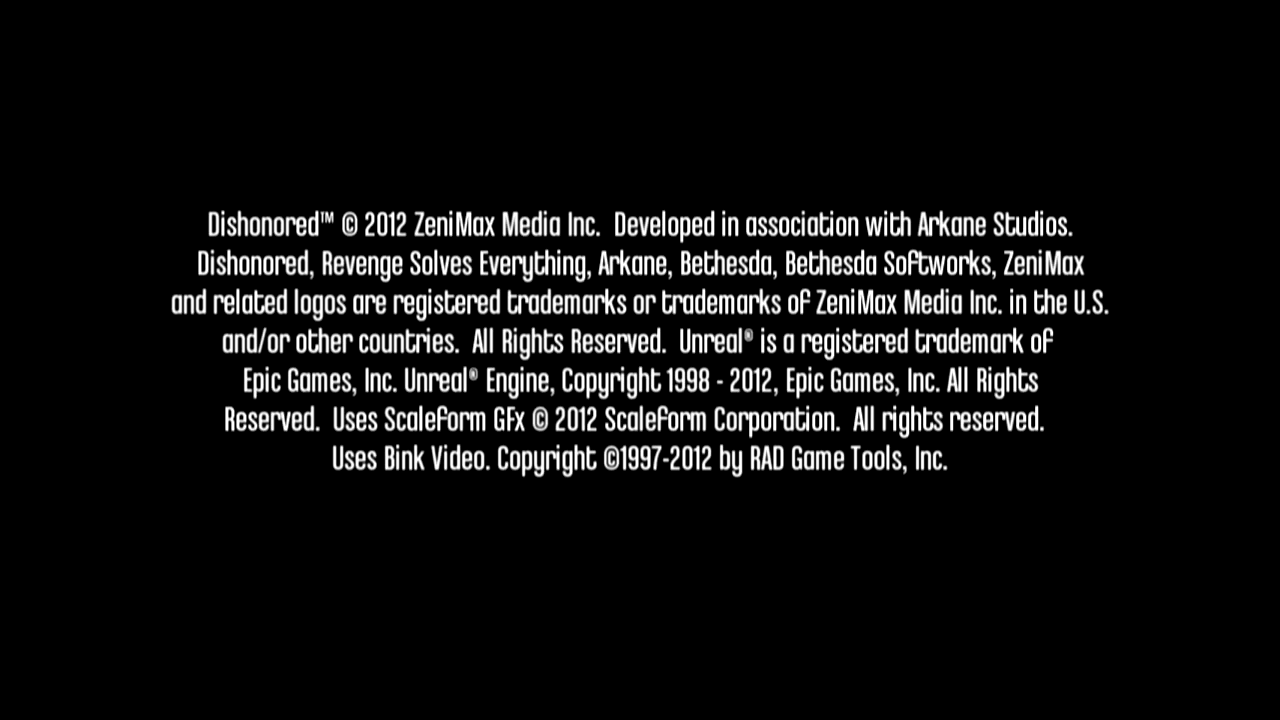 Dishonored™ © 2012 ZeniMax Media Inc.  Developed in association with Arkane Studios.
Dishonored, Revenge Solves Everything, Arkane, Bethesda, Bethesda Softworks, ZeniMax
and related logos are registered trademarks or trademarks of ZeniMax Media Inc. in the U.S.
and/or other countries.  All Rights Reserved.  Unreal® is a registered trademark of
Epic Games, Inc. Unreal® Engine, Copyright 1998 - 2012, Epic Games, Inc. All Rights
Reserved.  Uses Scaleform GFx © 2012 Scaleform Corporation.  All rights reserved.
Uses Bink Video. Copyright ©1997-2012 by RAD Game Tools, Inc.